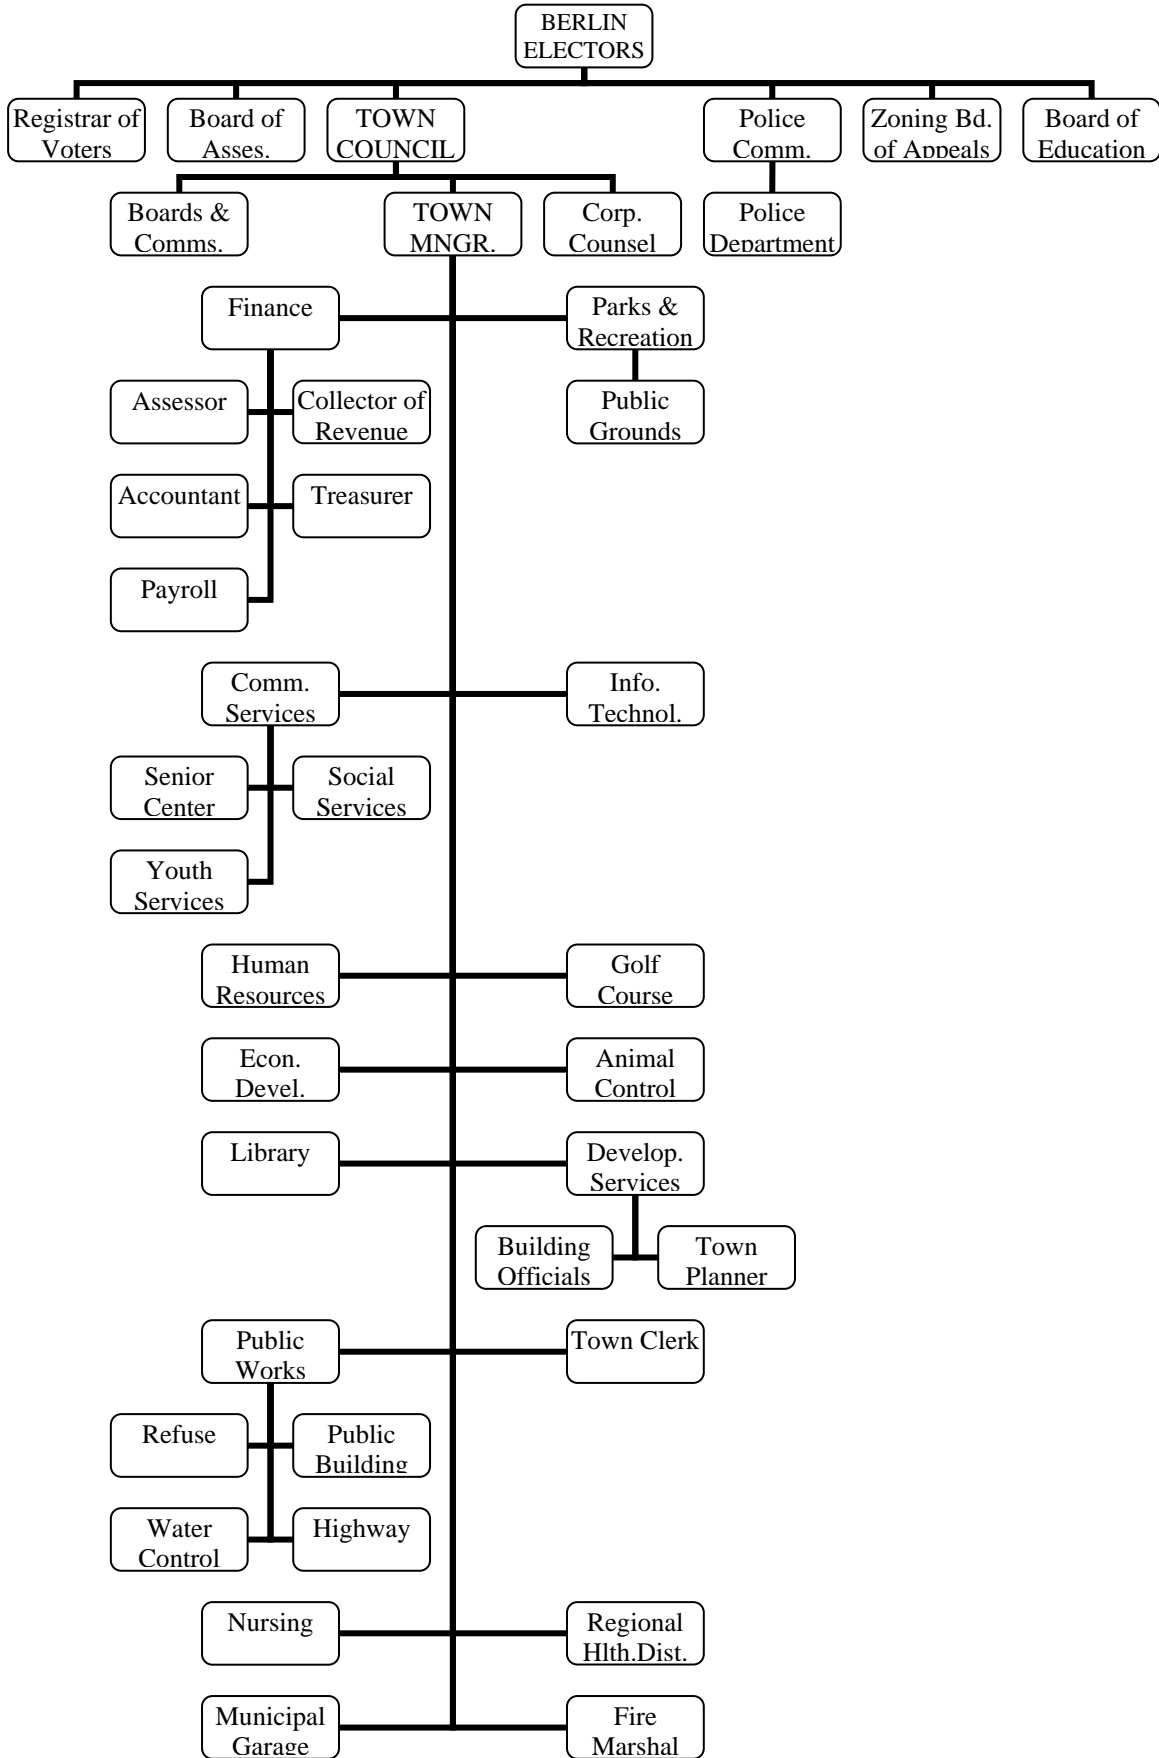 BERLIN
ELECTORS
Registrar of
Voters
Board of
Asses.
TOWN
COUNCIL
Police
Comm.
Zoning Bd.
of Appeals
Board of
Education
Boards &
Comms.
TOWN
MNGR.
Corp.
Counsel
Police
Department
Finance
Parks &
Recreation
Assessor
Collector of
Revenue
Public
Grounds
Accountant
Treasurer
Payroll
Comm.
Services
Info.
Technol.
Senior
Center
Social
Services
Youth
Services
Human
Resources
Golf
Course
Econ.
Devel.
Animal
Control
Library
Develop.
Services
Building
Officials
Town
Planner
Public
Works
Town Clerk
Refuse
Public
Building
Water
Control
Highway
Nursing
Regional
Hlth.Dist.
Municipal
Garage
Fire
Marshal